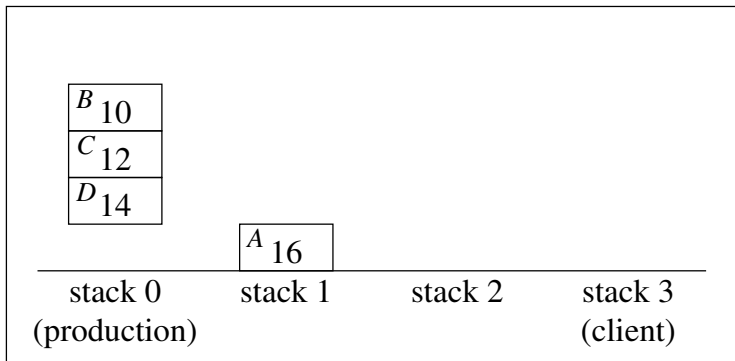 B 10
C 12
D 14
A 16
stack 0 stack 1 stack 2 stack 3
(production) (client)